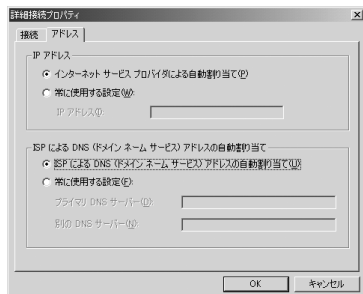 詳細接続プロパティ
接続 アドレス
IP アドレス
インターネット サービス プロバイダによる自動割り当て(P)
常に使用する設定(W):
IP アドレス(I):
ISP による DNS (ドメイン ネーム サービス) アドレスの自動割り当て
ISP による DNS (ドメイン ネーム サービス) アドレスの自動割り当て(U)
常に使用する設定(F):
プライマリ DNS サーバー(D):
別の DNS サーバー(N):
OK キャンセル